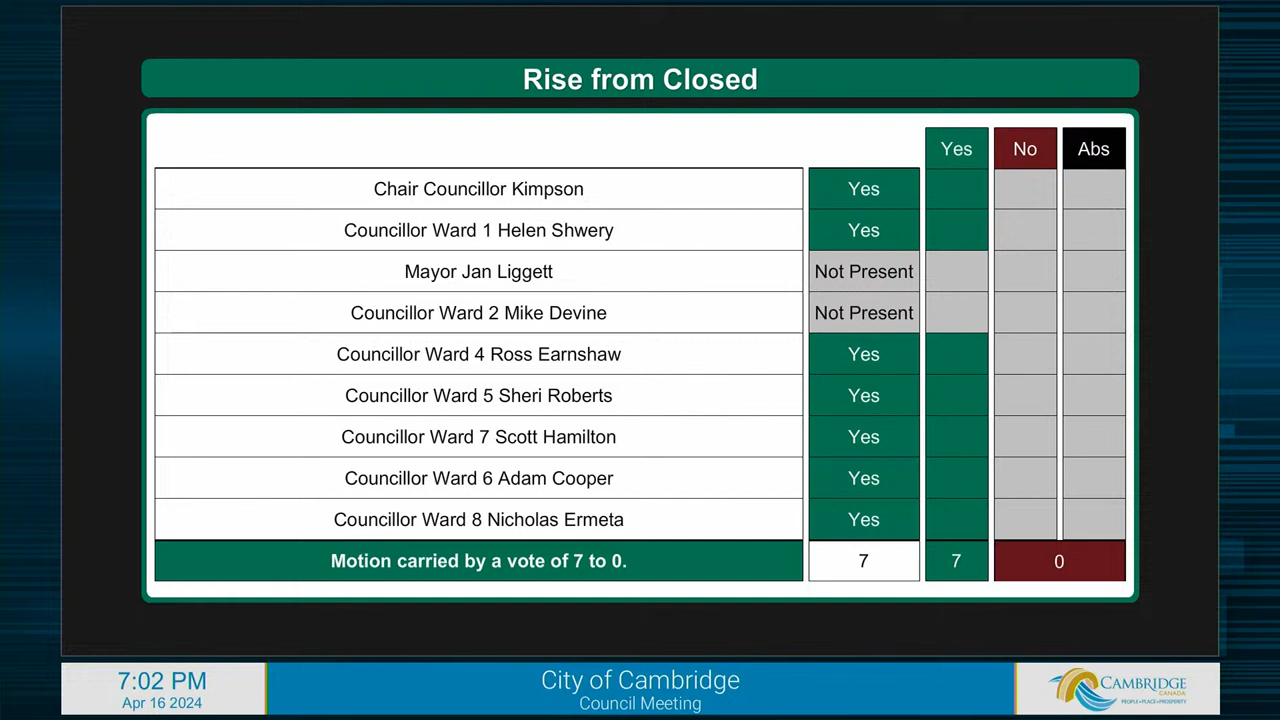 Rise from Closed
Yes No Abs
Chair Councillor Kimpson Yes
Councillor Ward 1 Helen Shwery Yes
Mayor Jan Liggett Not Present
Councillor Ward 2 Mike Devine Not Present
Councillor Ward 4 Ross Earnshaw Yes
Councillor Ward 5 Sheri Roberts Yes
Councillor Ward 7 Scott Hamilton Yes
Councillor Ward 6 Adam Cooper Yes
Councillor Ward 8 Nicholas Ermeta Yes
Motion carried by a vote of 7 to 0. 7 7 0
7:02 PM
Apr 16 2024
City of Cambridge
Council Meeting
CAMBRIDGE
CANADA
PEOPLE • PLACE • PROSPERITY